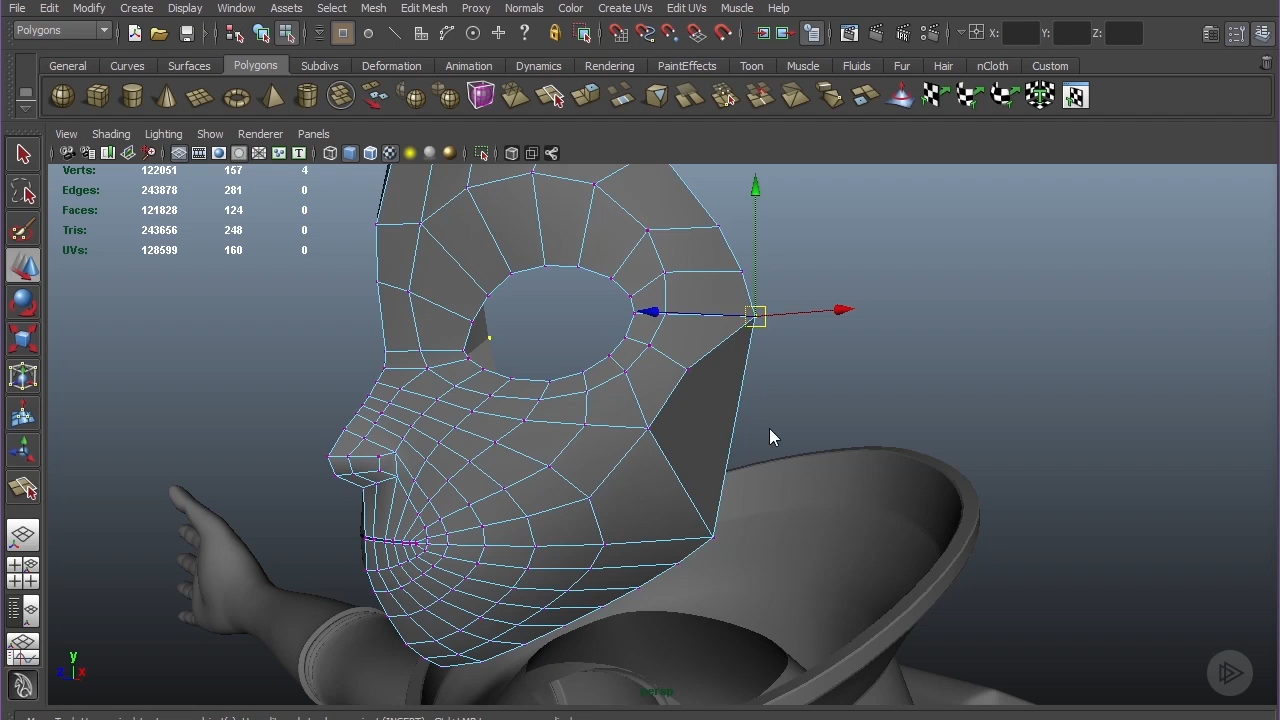 File Edit Modify Create Display Window Assets Select Mesh Edit Mesh Proxy Normals Color Create UVs Edit UVs Muscle Help
Polygons X: Y: Z:
General Curves Surfaces Polygons Subdivs Deformation Animation Dynamics Rendering PaintEffects Toon Muscle Fluids Fur Hair nCloth Custom
View Shading Lighting Show Renderer Panels
Verts: 122051 157 4
Edges: 243878 281 0
Faces: 121828 124 0
Tris: 243656 248 0
UVs: 128599 160 0
y
z x
persp